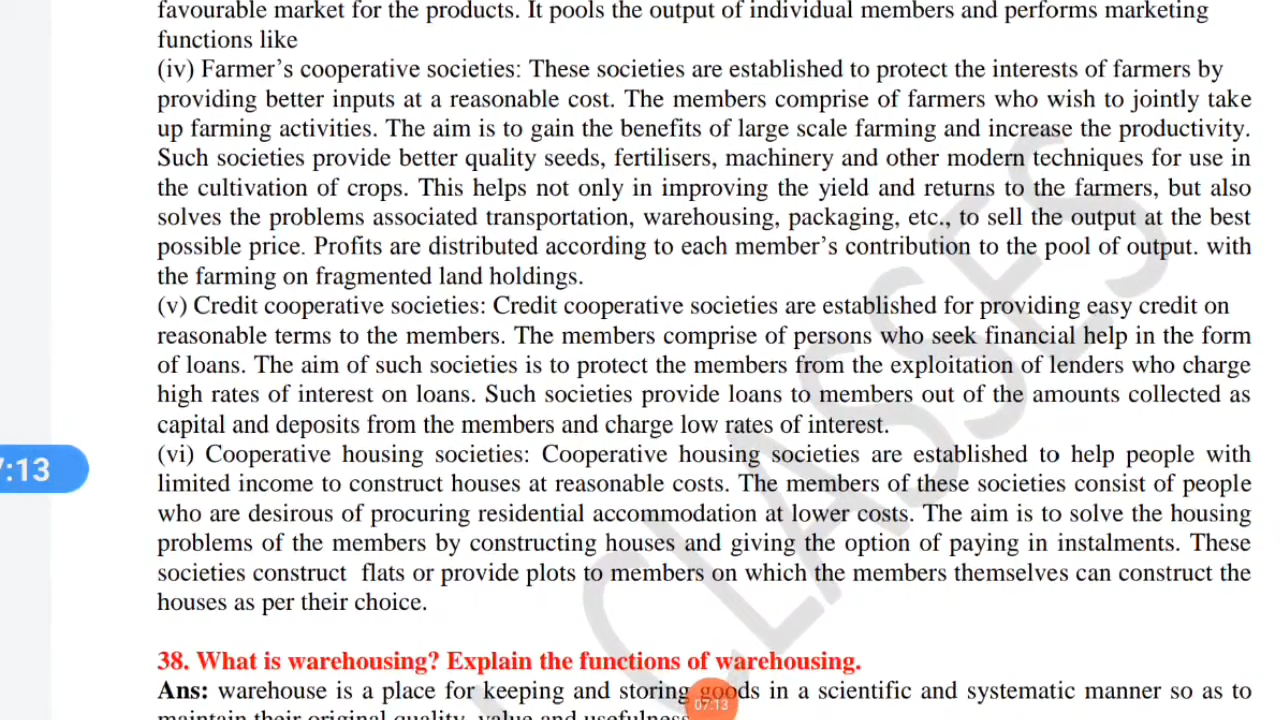 favourable market for the products. It pools the output of individual members and performs marketing
functions like
(iv) Farmer’s cooperative societies: These societies are established to protect the interests of farmers by
providing better inputs at a reasonable cost. The members comprise of farmers who wish to jointly take
up farming activities. The aim is to gain the benefits of large scale farming and increase the productivity.
Such societies provide better quality seeds, fertilisers, machinery and other modern techniques for use in
the cultivation of crops. This helps not only in improving the yield and returns to the farmers, but also
solves the problems associated transportation, warehousing, packaging, etc., to sell the output at the best
possible price. Profits are distributed according to each member’s contribution to the pool of output. with
the farming on fragmented land holdings.
(v) Credit cooperative societies: Credit cooperative societies are established for providing easy credit on
reasonable terms to the members. The members comprise of persons who seek financial help in the form
of loans. The aim of such societies is to protect the members from the exploitation of lenders who charge
high rates of interest on loans. Such societies provide loans to members out of the amounts collected as
capital and deposits from the members and charge low rates of interest.
(vi) Cooperative housing societies: Cooperative housing societies are established to help people with
:13
limited income to construct houses at reasonable costs. The members of these societies consist of people
who are desirous of procuring residential accommodation at lower costs. The aim is to solve the housing
problems of the members by constructing houses and giving the option of paying in instalments. These
societies construct flats or provide plots to members on which the members themselves can construct the
houses as per their choice.
CLASSES
38. What is warehousing? Explain the functions of warehousing.
Ans: warehouse is a place for keeping and storing goods in a scientific and systematic manner so as to
07:13
maintain their original quality, value and usefulness